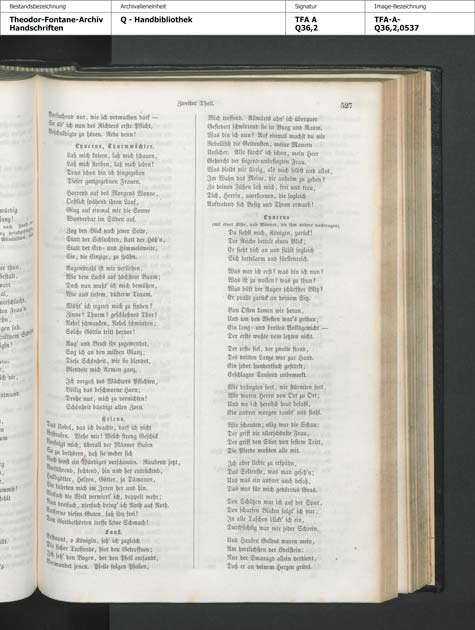 Bestandsbezeichnung
Theodor-Fontane-Archiv
Handschriften
Archivalieneinheit
Q - Handbibliothek
Signatur
TFA A
Q36,2
Image-Bezeichnung
TFA-A-
Q36,2,0537
Zweiter Theil.
527
Verfuchend nur, wie ich vermuthen darf —
So üb' ich nun des Richters erste Pflicht,
Beschuldigte zu hören. Rede denn!
Lynceus, Thurmwächter.
Laß mich knieen, laß mich schauen,
Laß mich sterben, laß mich leben!
Denn schon bin ich hingegeben
Dieser gottgegebnen Frauen.
Harrend auf des Morgens Wonne,
Oestlich spähend ihren Lauf,
Ging auf einmal mir die Sonne
Wunderbar im Süden auf.
Zog den Blick nach jener Seite,
Statt der Schluchten, statt der Höh'n,
Statt der Erd- und Himmelsweite,
Sie, die Einzige, zu spähn.
Augenstrahl ist mir verliehen,
Wie dem Luchs auf höchstem Baum;
Doch nun mußt' ich mich bemühen,
Wie aus tiefem, düsterm Traum.
Wüßt' ich irgend mich zu finden?
Zinne? Thurm? geschloßnes Thor?
Nebel schwanken, Nebel schwinden;
Solche Göttin tritt hervor!
Aug' und Brust ihr zugewendet,
Sog ich an den milden Glanz;
Diese Schönheit, wie sie blendet,
Blendete mich Armen ganz.
Ich vergaß des Wächters Pflichten,
Völlig das beschworne Horn;
Drohe nur, mich zu vernichten!
Schönheit bändigt allen Zorn.
Helena.
Das Uebel, das ich brachte, darf ich nicht
Bestrafen. Wehe mir! Welch streng Geschick
Verfolgt mich, überall der Männer Busen
So zu bethören, daß sie weder sich
Noch sonst ein Würdiges verschonten. Raubend jetzt,
Verführend, fechtend, hin und her entrückend,
Halbgötter, Helden, Götter, ja Dämonen,
Sie führten mich im Irren her und hin.
Einfach die Welt verwirrt' ich, doppelt mehr;
Nun dreifach, vierfach bring' ich Noth auf Noth.
Entferne diesen Guten, laß ihn frei!
Den Gottbethörten treffe keine Schmach!
Faust.
Erstaunt, o Königin, seh' ich zugleich
Die sicher Treffende, hier den Getroffnen;
Ich seh' den Bogen, der den Pfeil entsandt,
Verwundet jenen. Pfeile folgen Pfeilen,
Mich treffend. Allwärts ahn' ich überquer
Gefiedert schwirrend sie in Burg und Raum.
Was bin ich nun? Auf einmal machst du mir
Rebellisch die Getreusten, meine Mauern
Unsicher. Also fürcht' ich schon, mein Heer
Gehorcht der siegend-unbesiegten Frau.
Was bleibt mir übrig, als mich selbst und alles,
Im Wahn das Meine, dir anheim zu geben?
Zu deinen Füßen laß mich, frei und treu,
Dich, Herrin, anerkennen, die sogleich
Auftretend sich Besitz und Thron erwarb!
Lynceus
(mit einer Kiste, und Männer, die ihm andere nachtragen).
Du siehst mich, Königin, zurück!
Der Reiche bettelt einen Blick;
Er sieht dich an und fühlt sogleich
Sich bettelarm und fürstenreich.
Was war ich erst? was bin ich nun?
Was ist zu wollen? was zu thun?
Was hilft der Augen schärfster Blitz?
Er prallt zurück an deinem Sitz.
Von Osten kamen wir heran,
Und um den Westen war's gethan;
Ein lang- und breites Volksgewicht —
Der erste wußte vom letzten nicht.
Der erste fiel, der zweite stand,
Des dritten Lanze war zur Hand.
Ein jeder hundertfach gestärkt,
Erschlagne Tausend unbemerkt.
Wir drängten fort, wir stürmten fort,
Wir waren Herrn von Ort zu Ort;
Und wo ich herrisch heut befahl,
Ein andrer morgen raubt' und stahl.
Wir schauten; eilig war die Schau:
Der griff die allerschönste Frau,
Der griff den Stier von festem Tritt,
Die Pferde mußten alle mit.
Ich aber liebte zu erspähn,
Das Seltenste, was man gesehn;
Und was ein andrer auch besaß,
Das war für mich gedörrtes Gras.
Den Schätzen war ich auf der Spur,
Den scharfen Blicken folgt' ich nur;
In alle Taschen blickt' ich ein,
Durchsichtig war mir jeder Schrein.
Und Haufen Goldes waren mein,
Am herrlichsten der Edelstein:
Nur der Smaragd allein verdient,
Daß er an deinem Herzen grünt.